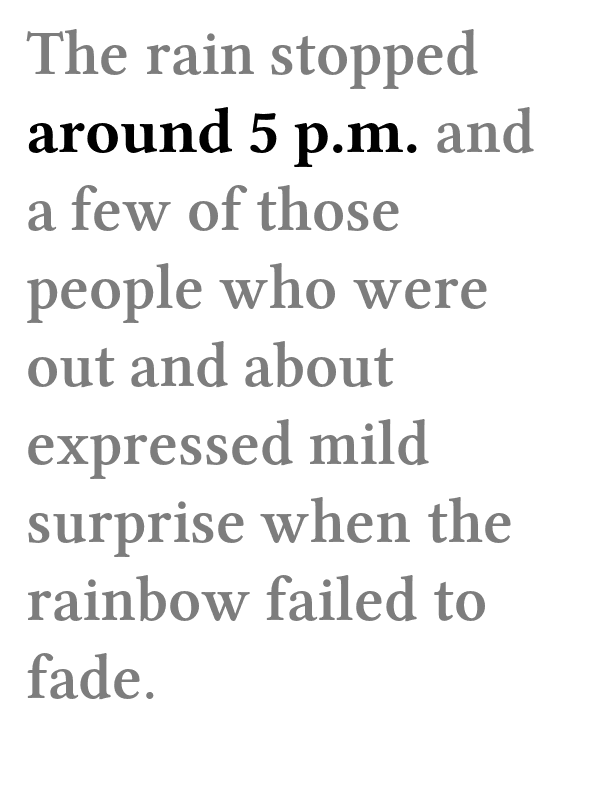 The rain stopped
around 5 p.m. and
a few of those
people who were
out and about
expressed mild
surprise when the
rainbow failed to
fade.